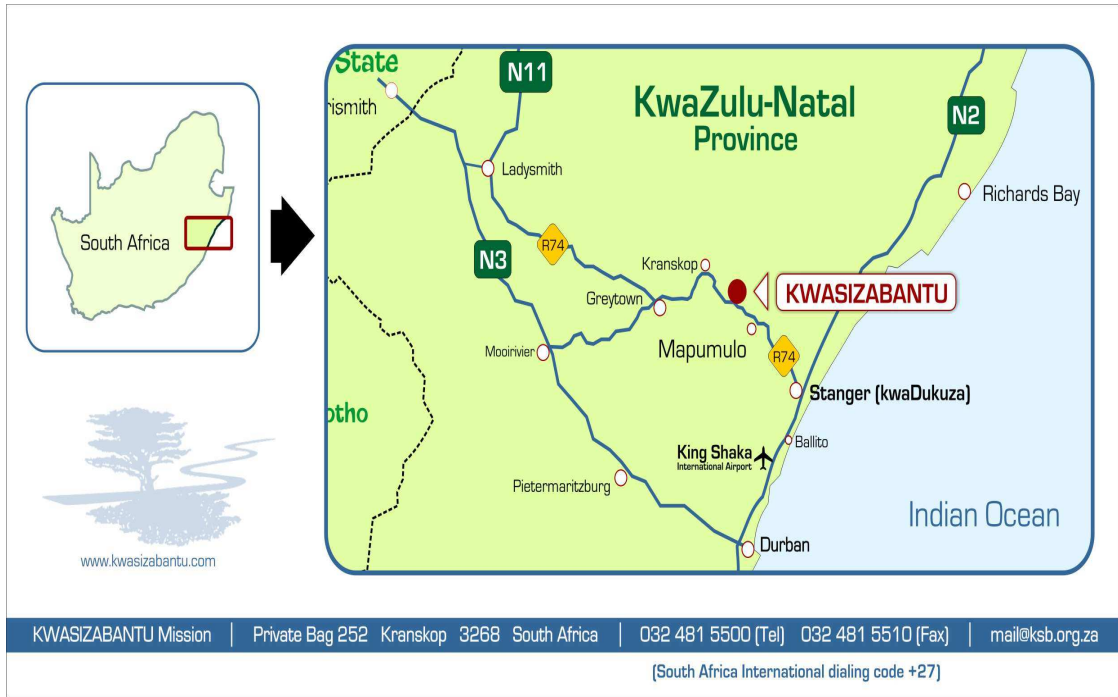 State
N11
KwaZulu-Natal
Province
N2
rismith
Ladysmith
Richards Bay
South Africa
R74
N3
Kranskop
KWASIZABANTU
Greytown
Mooirivier
Mapumulo
R74
Stanger (kwaDukuza)
otho
Ballito
King Shaka
International Airport
Pietermaritzburg
Indian Ocean
Durban
www.kwasizabantu.com
KWASIZABANTU Mission | Private Bag 252 Kranskop 3268 South Africa | 032 481 5500 (Tel) 032 481 5510 (Fax) | mail@ksb.org.za
(South Africa International dialing code +27)